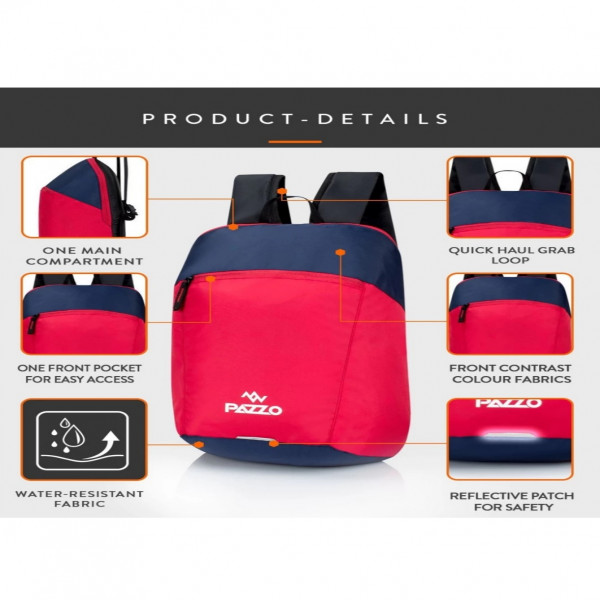 PRODUCT-DETAILS
ONE MAIN
COMPARTMENT
QUICK HAUL GRAB
LOOP
ONE FRONT POCKET
FOR EASY ACCESS
FRONT CONTRAST
COLOUR FABRICS
PAZZO
PAZZO
WATER-RESISTANT
FABRIC
REFLECTIVE PATCH
FOR SAFETY